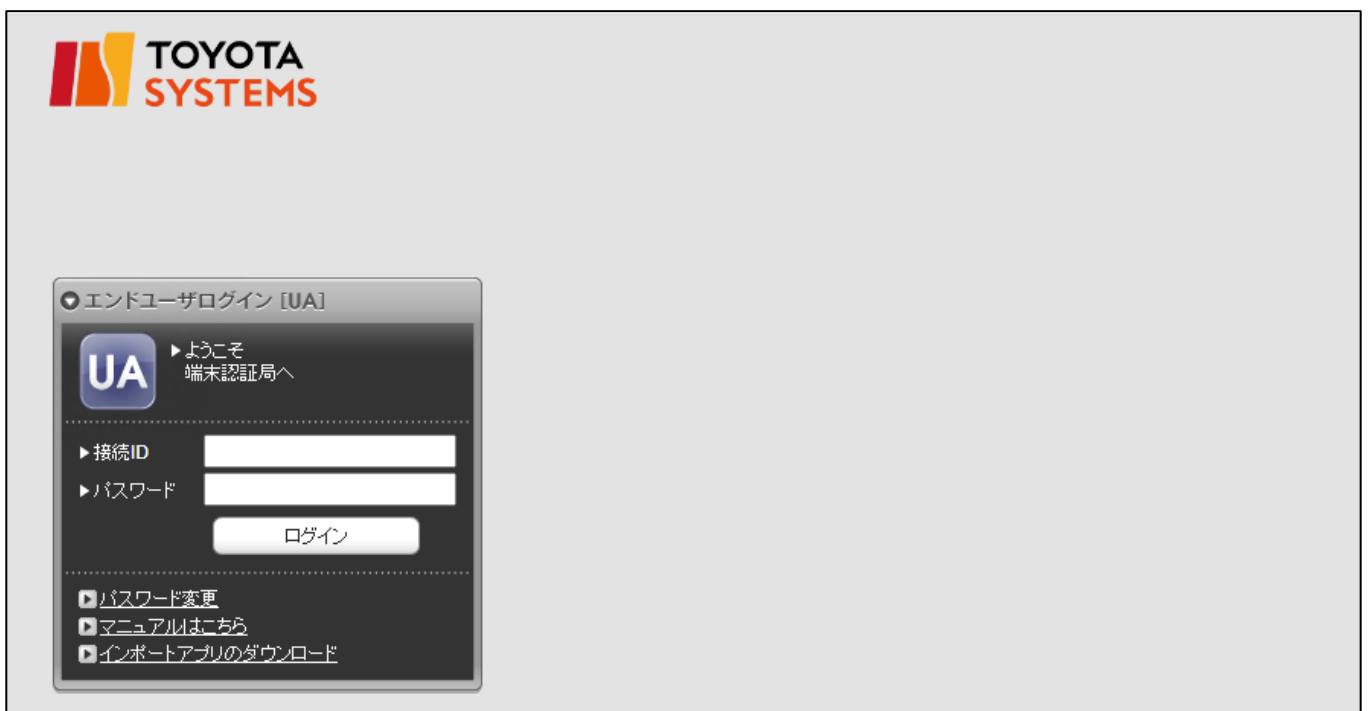 TOYOTA
SYSTEMS
エンドユーザログイン [UA]
UA
ようこそ
端末認証局へ
接続ID
パスワード
ログイン
パスワード変更
マニュアルはこちら
インポートアプリのダウンロード